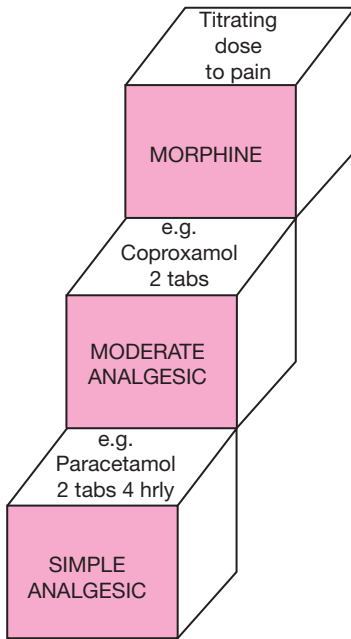 Titrating
dose
to pain
MORPHINE
e.g.
Coproxamol
2 tabs
MODERATE
ANALGESIC
e.g.
Paracetamol
2 tabs 4 hrly
SIMPLE
ANALGESIC